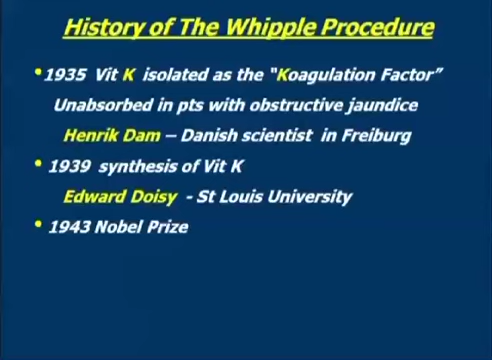 History of The Whipple Procedure
• 1935 Vit K isolated as the "Koagulation Factor"
Unabsorbed in pts with obstructive jaundice
Henrik Dam – Danish scientist in Freiburg
• 1939 synthesis of Vit K
Edward Doisy - St Louis University
• 1943 Nobel Prize